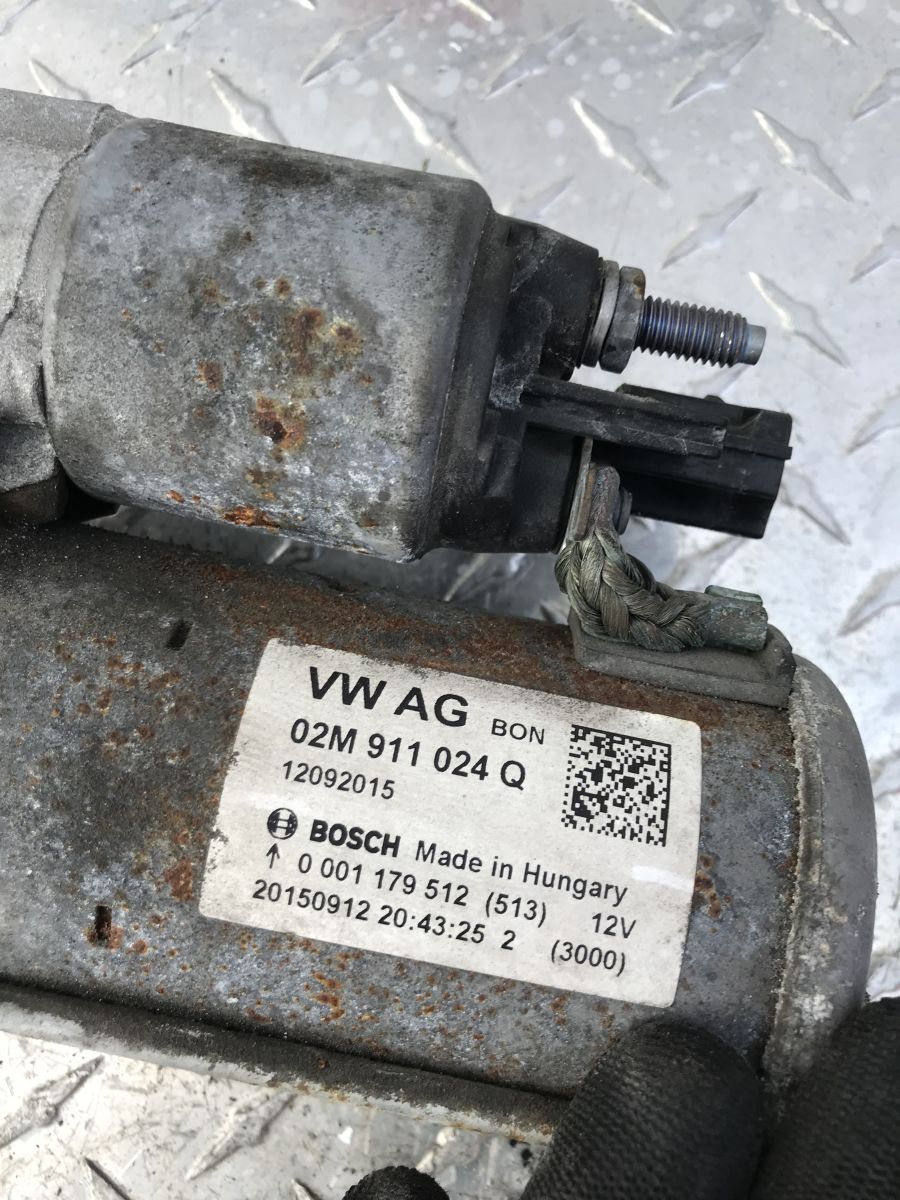 VW AG BON
02M 911 024 Q
12092015
BOSCH Made in Hungary
↑ 0 001 179 512 (513) 12V
20150912 20:43:25 2 (3000)